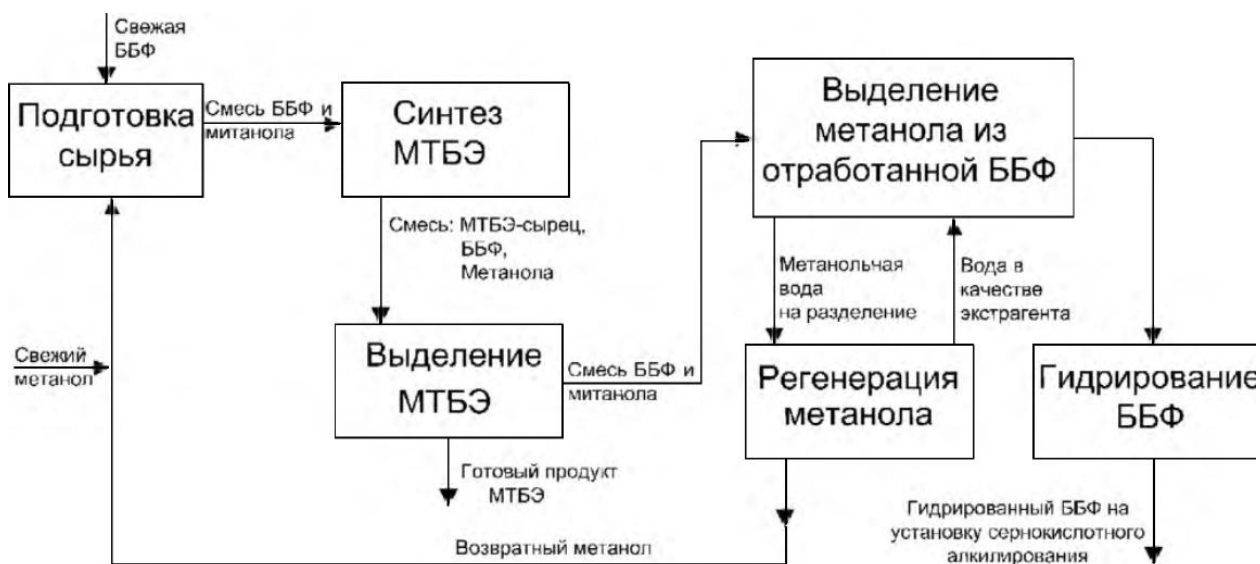 Свежая
ББФ
Подготовка
сырья
Смесь ББФ и
митанола
Синтез
МТБЭ
Выделение
метанола из
отработанной ББФ
Смесь: МТБЭ-сырец,
ББФ,
Метанола
Метанольчая
вода
на разделение
Вода в
качестве
экстрагента
Свежий
метанол
Выделение
МТБЭ
Смесь ББФ и
митанола
Регенерация
метанола
Гидрирование
ББФ
Готовый продукт
МТБЭ
Возвратный метанол
Гидрированный ББФ на
установку сернокислотного
алкилирования